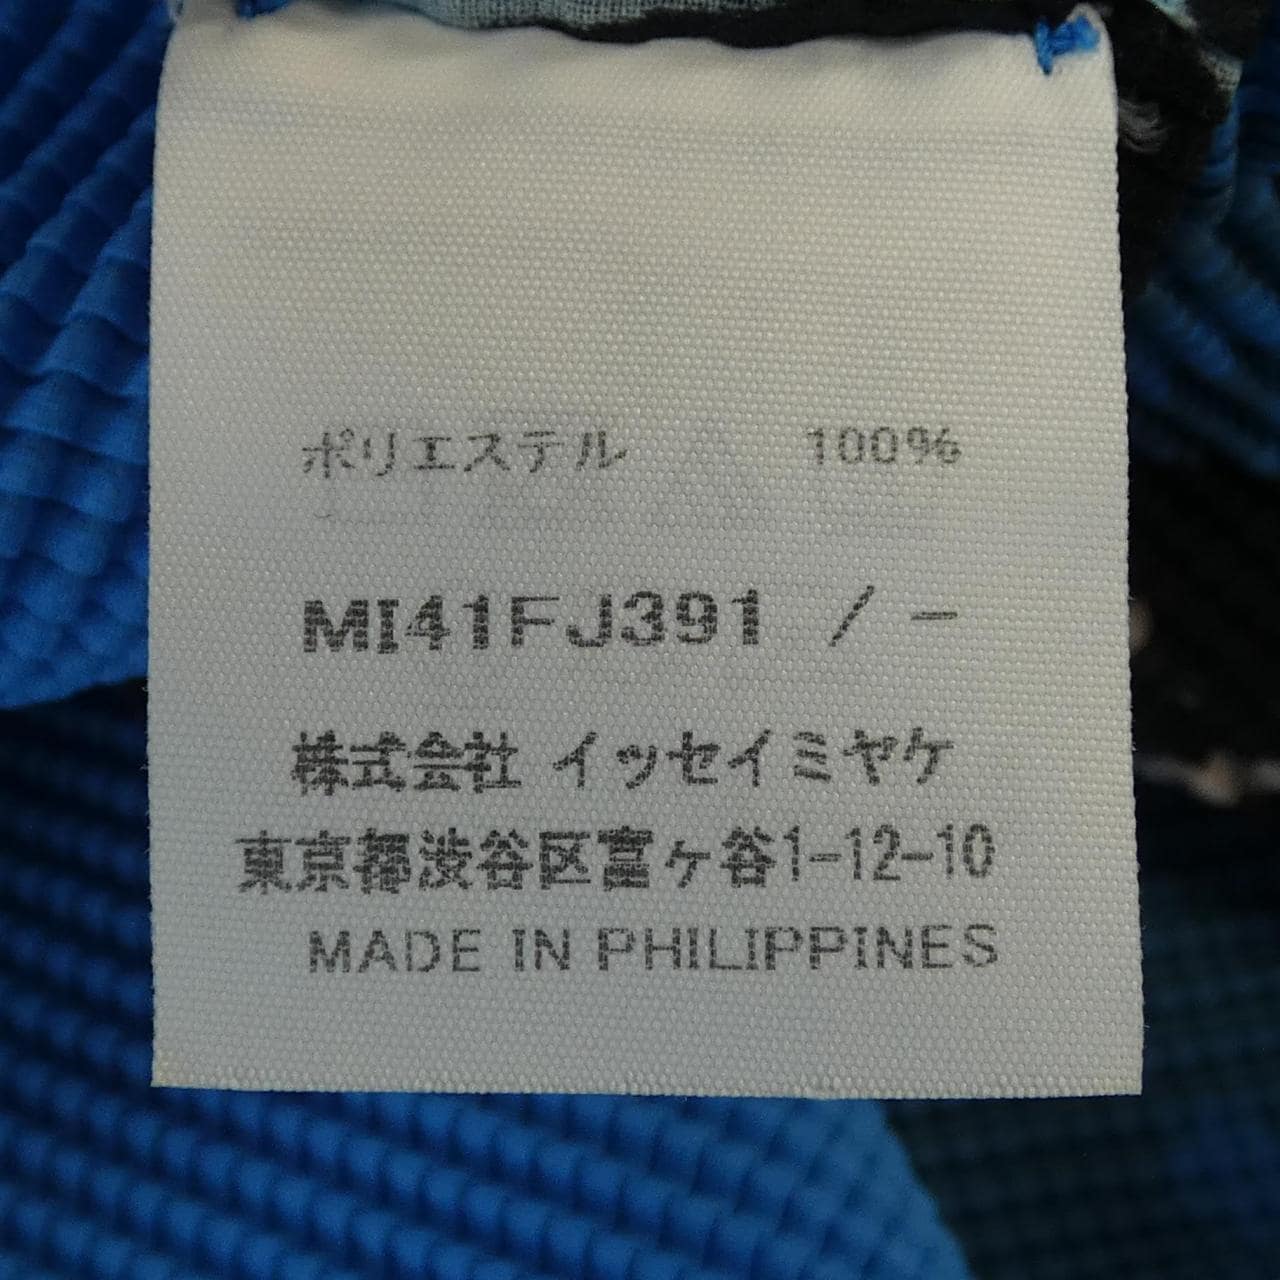 ポリエステル 100%
MI41FJ391 / -
株式会社 イッセイミヤケ
東京都渋谷区富ヶ谷1-12-10
MADE IN PHILIPPINES